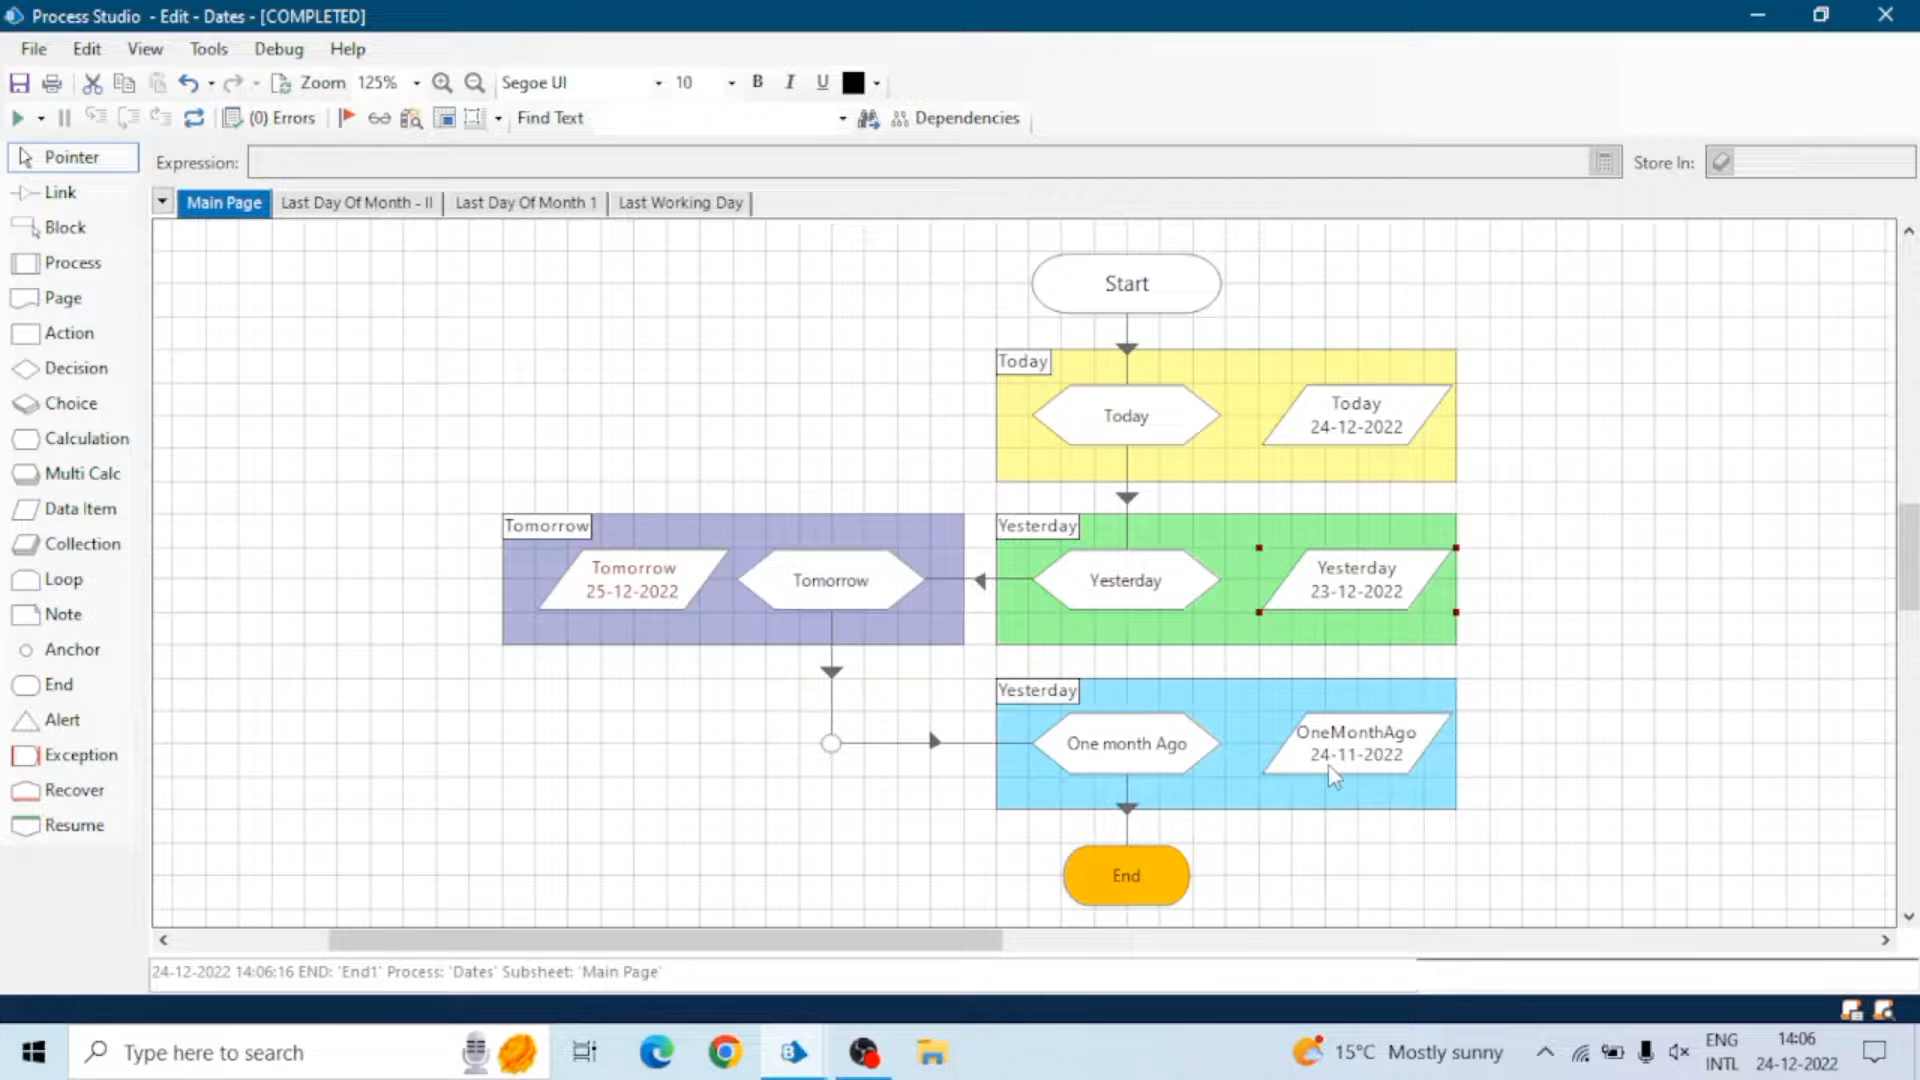 Process Studio - Edit - Dates - [COMPLETED]
File Edit View Tools Debug Help
Zoom 125% Segoe UI 10 B I U
(0) Errors Find Text Dependencies
Pointer
Link
Block
Process
Page
Action
Decision
Choice
Calculation
Multi Calc
Data Item
Collection
Loop
Note
Anchor
End
Alert
Exception
Recover
Resume
Expression: Store In:
Main Page Last Day Of Month - II Last Day Of Month 1 Last Working Day
Start
Today
Today
Today
24-12-2022
Tomorrow
Tomorrow
25-12-2022
Tomorrow
Yesterday
Yesterday
Yesterday
23-12-2022
Yesterday
One month Ago
OneMonthAgo
24-11-2022
End
24-12-2022 14:06:16 END: 'End1' Process: 'Dates' Subsheet: 'Main Page'
Type here to search
15°C Mostly sunny
ENG
INTL
14:06
24-12-2022